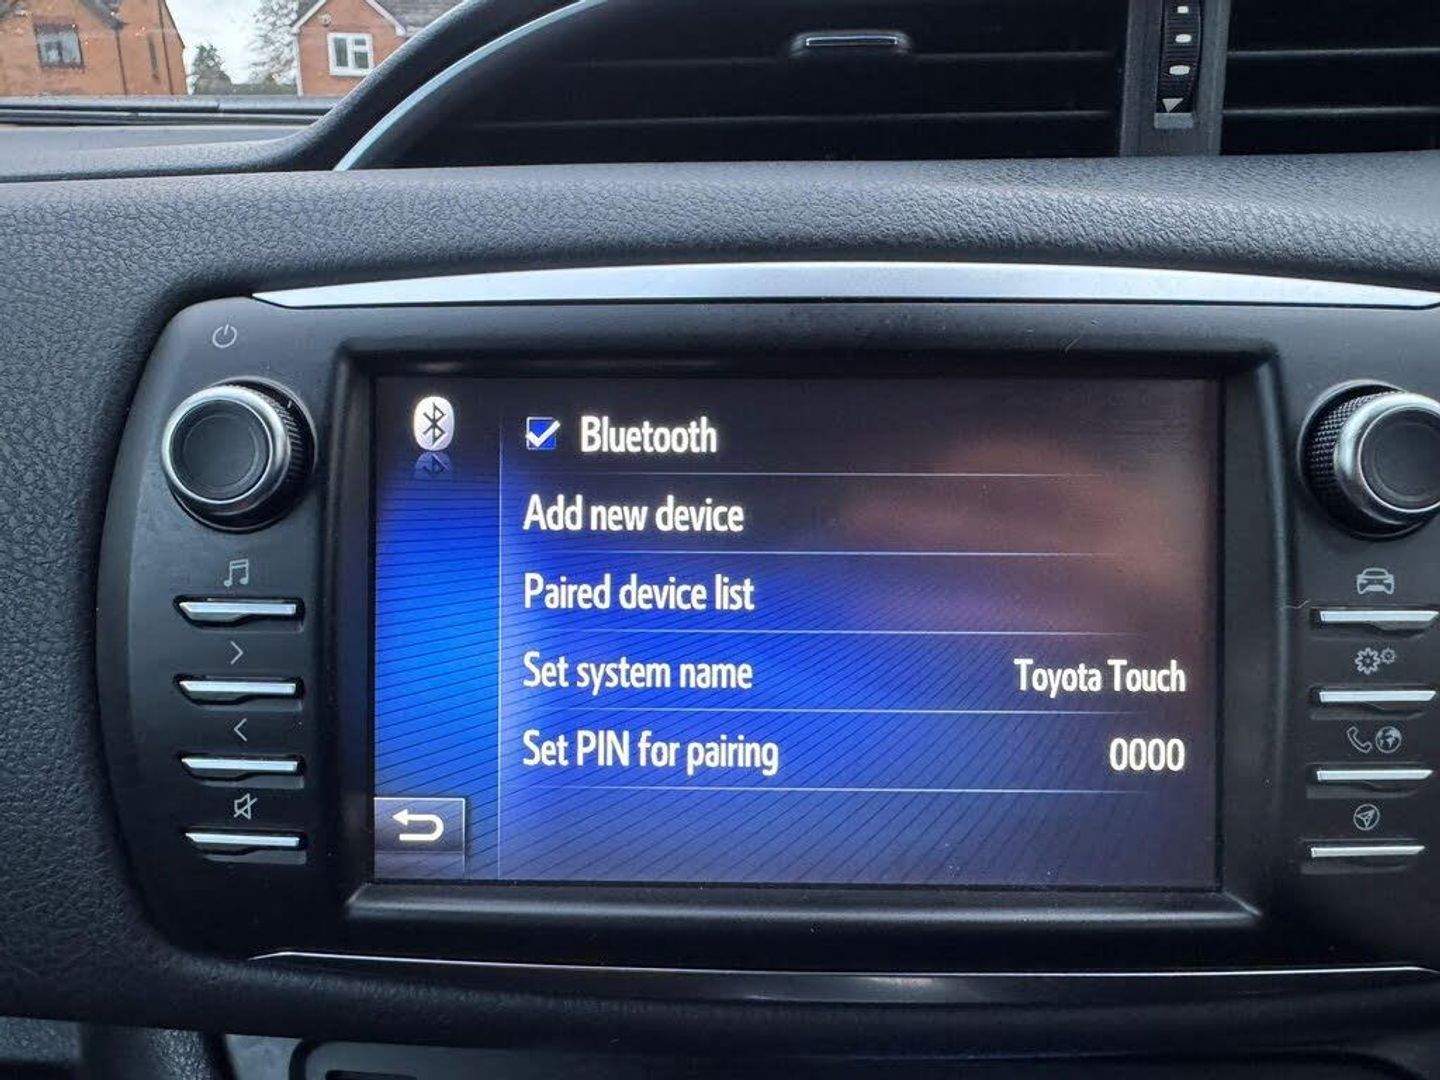 Bluetooth
Add new device
Paired device list
Set system name Toyota Touch
Set PIN for pairing 0000